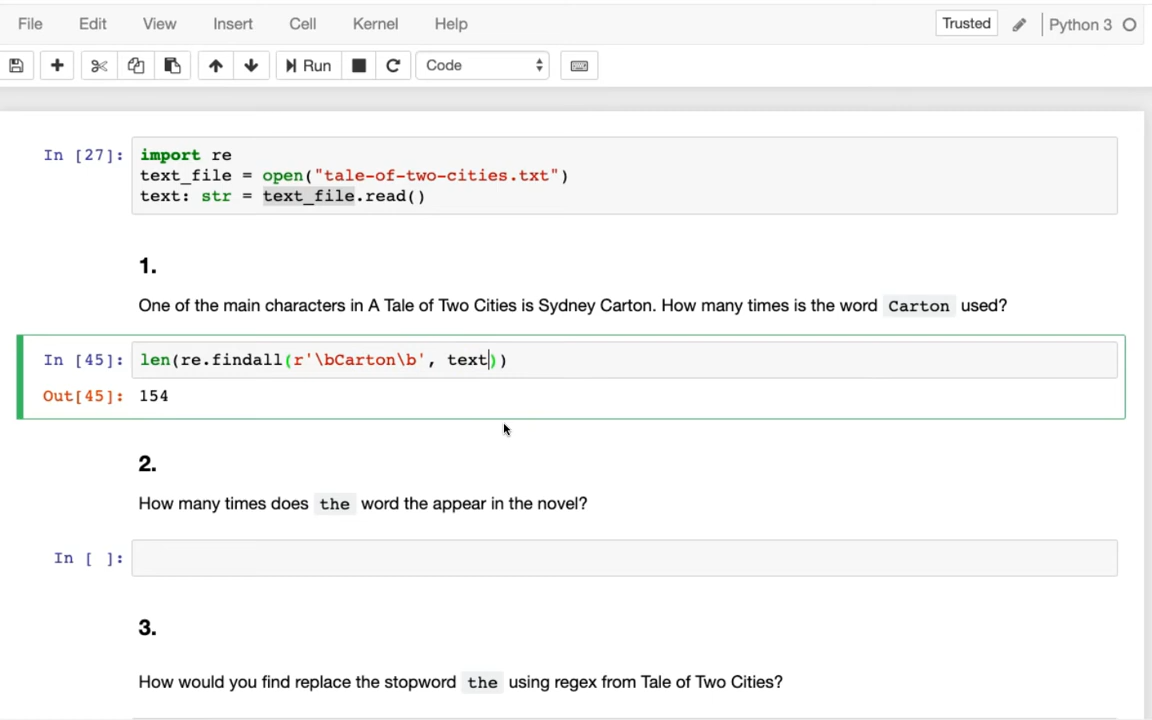 File Edit View Insert Cell Kernel Help Trusted Python 3
Run Code
In [27]: import re
text_file = open("tale-of-two-cities.txt")
text: str = text_file.read()
1.
One of the main characters in A Tale of Two Cities is Sydney Carton. How many times is the word Carton used?
In [45]: len(re.findall(r'\bCarton\b', text))
Out[45]: 154
2.
How many times does the word the appear in the novel?
In [ ]:
3.
How would you find replace the stopword the using regex from Tale of Two Cities?